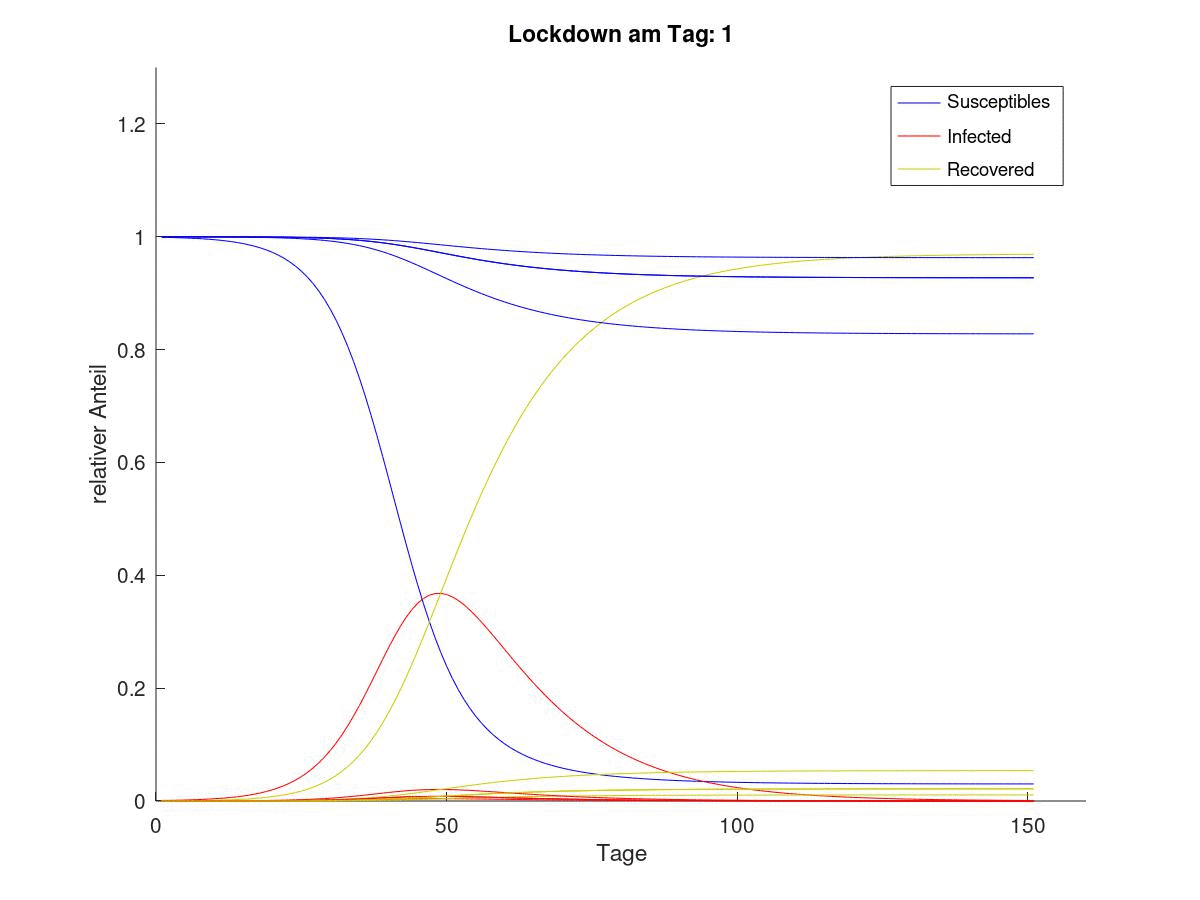 Lockdown am Tag: 1
Susceptibles
Infected
Recovered
1.2
1
0.8
0.6
0.4
0.2
0
relativer Anteil
0 50 100 150
Tage